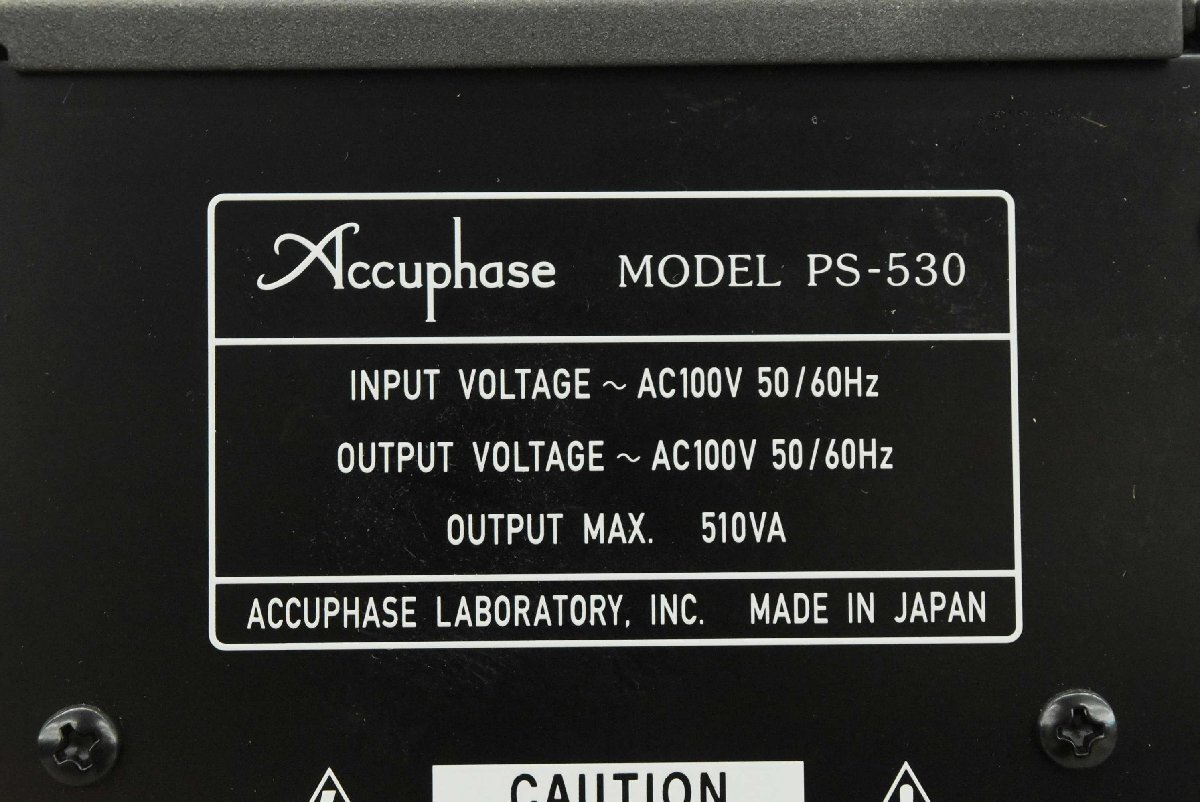 Accuphase MODEL PS-530
INPUT VOLTAGE ~ AC100V 50/60Hz
OUTPUT VOLTAGE ~ AC100V 50/60Hz
OUTPUT MAX. 510VA
ACCUPHASE LABORATORY, INC. MADE IN JAPAN
CAUTION